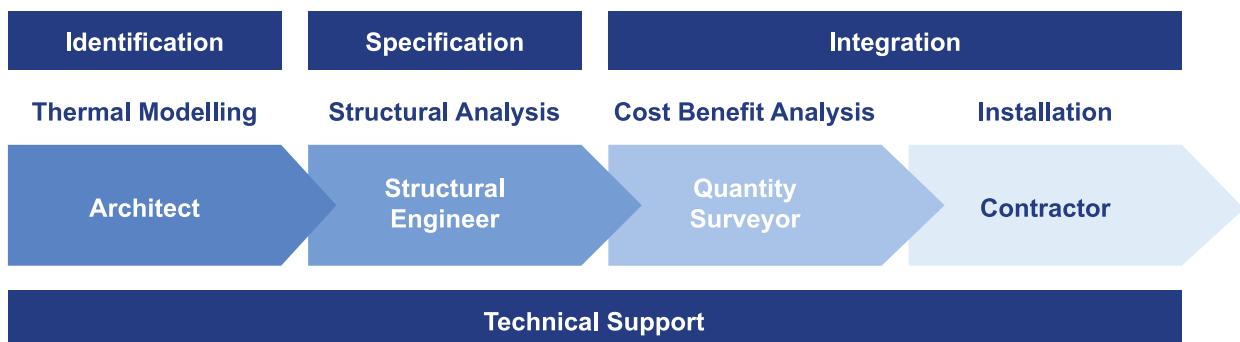 Identification
Specification
Integration
Thermal Modelling
Structural Analysis
Cost Benefit Analysis
Installation
Architect
Structural
Engineer
Quantity
Surveyor
Contractor
Technical Support